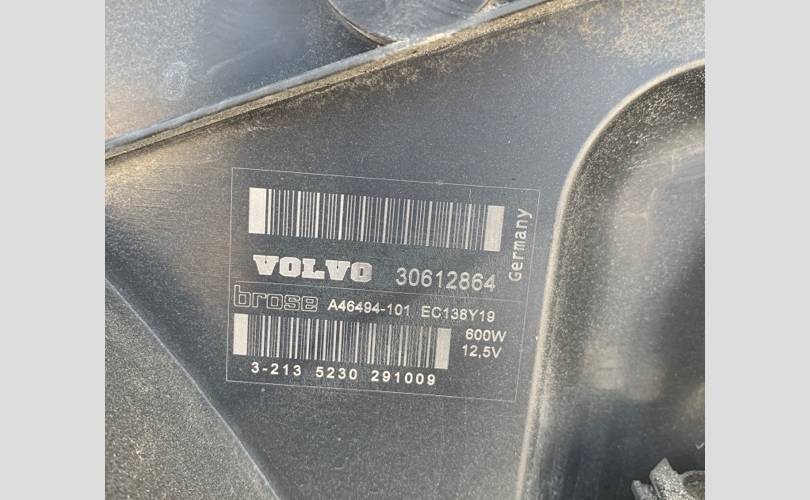 VOLVO 30612864
Germany
brose A46494-101 EC138Y19
600W
12,5V
3-213 5230 291009